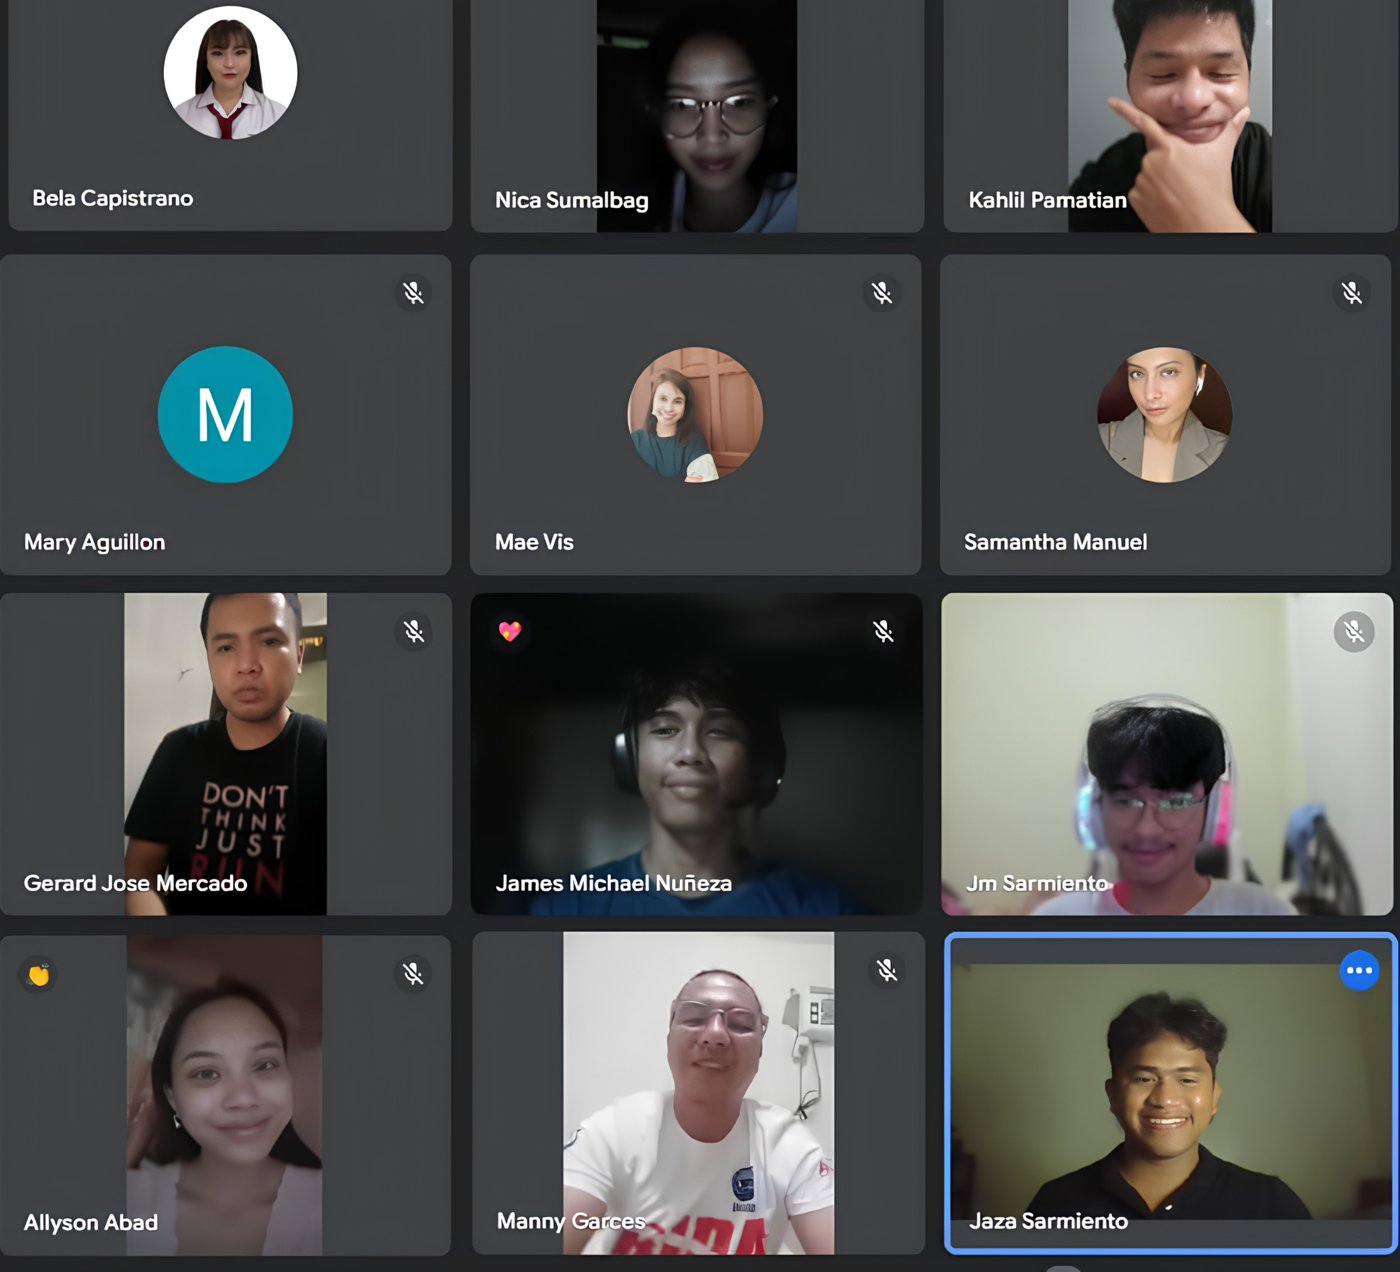 Bela Capistrano
Nica Sumalbag
Kahlil Pamatian
M
Mary Aguillon
Mae Vis
Samantha Manuel
DON'T
THINK
JUST
RUN
Gerard Jose Mercado
James Michael Nuñeza
Jm Sarmiento
Allyson Abad
Manny Garces
Jaza Sarmiento